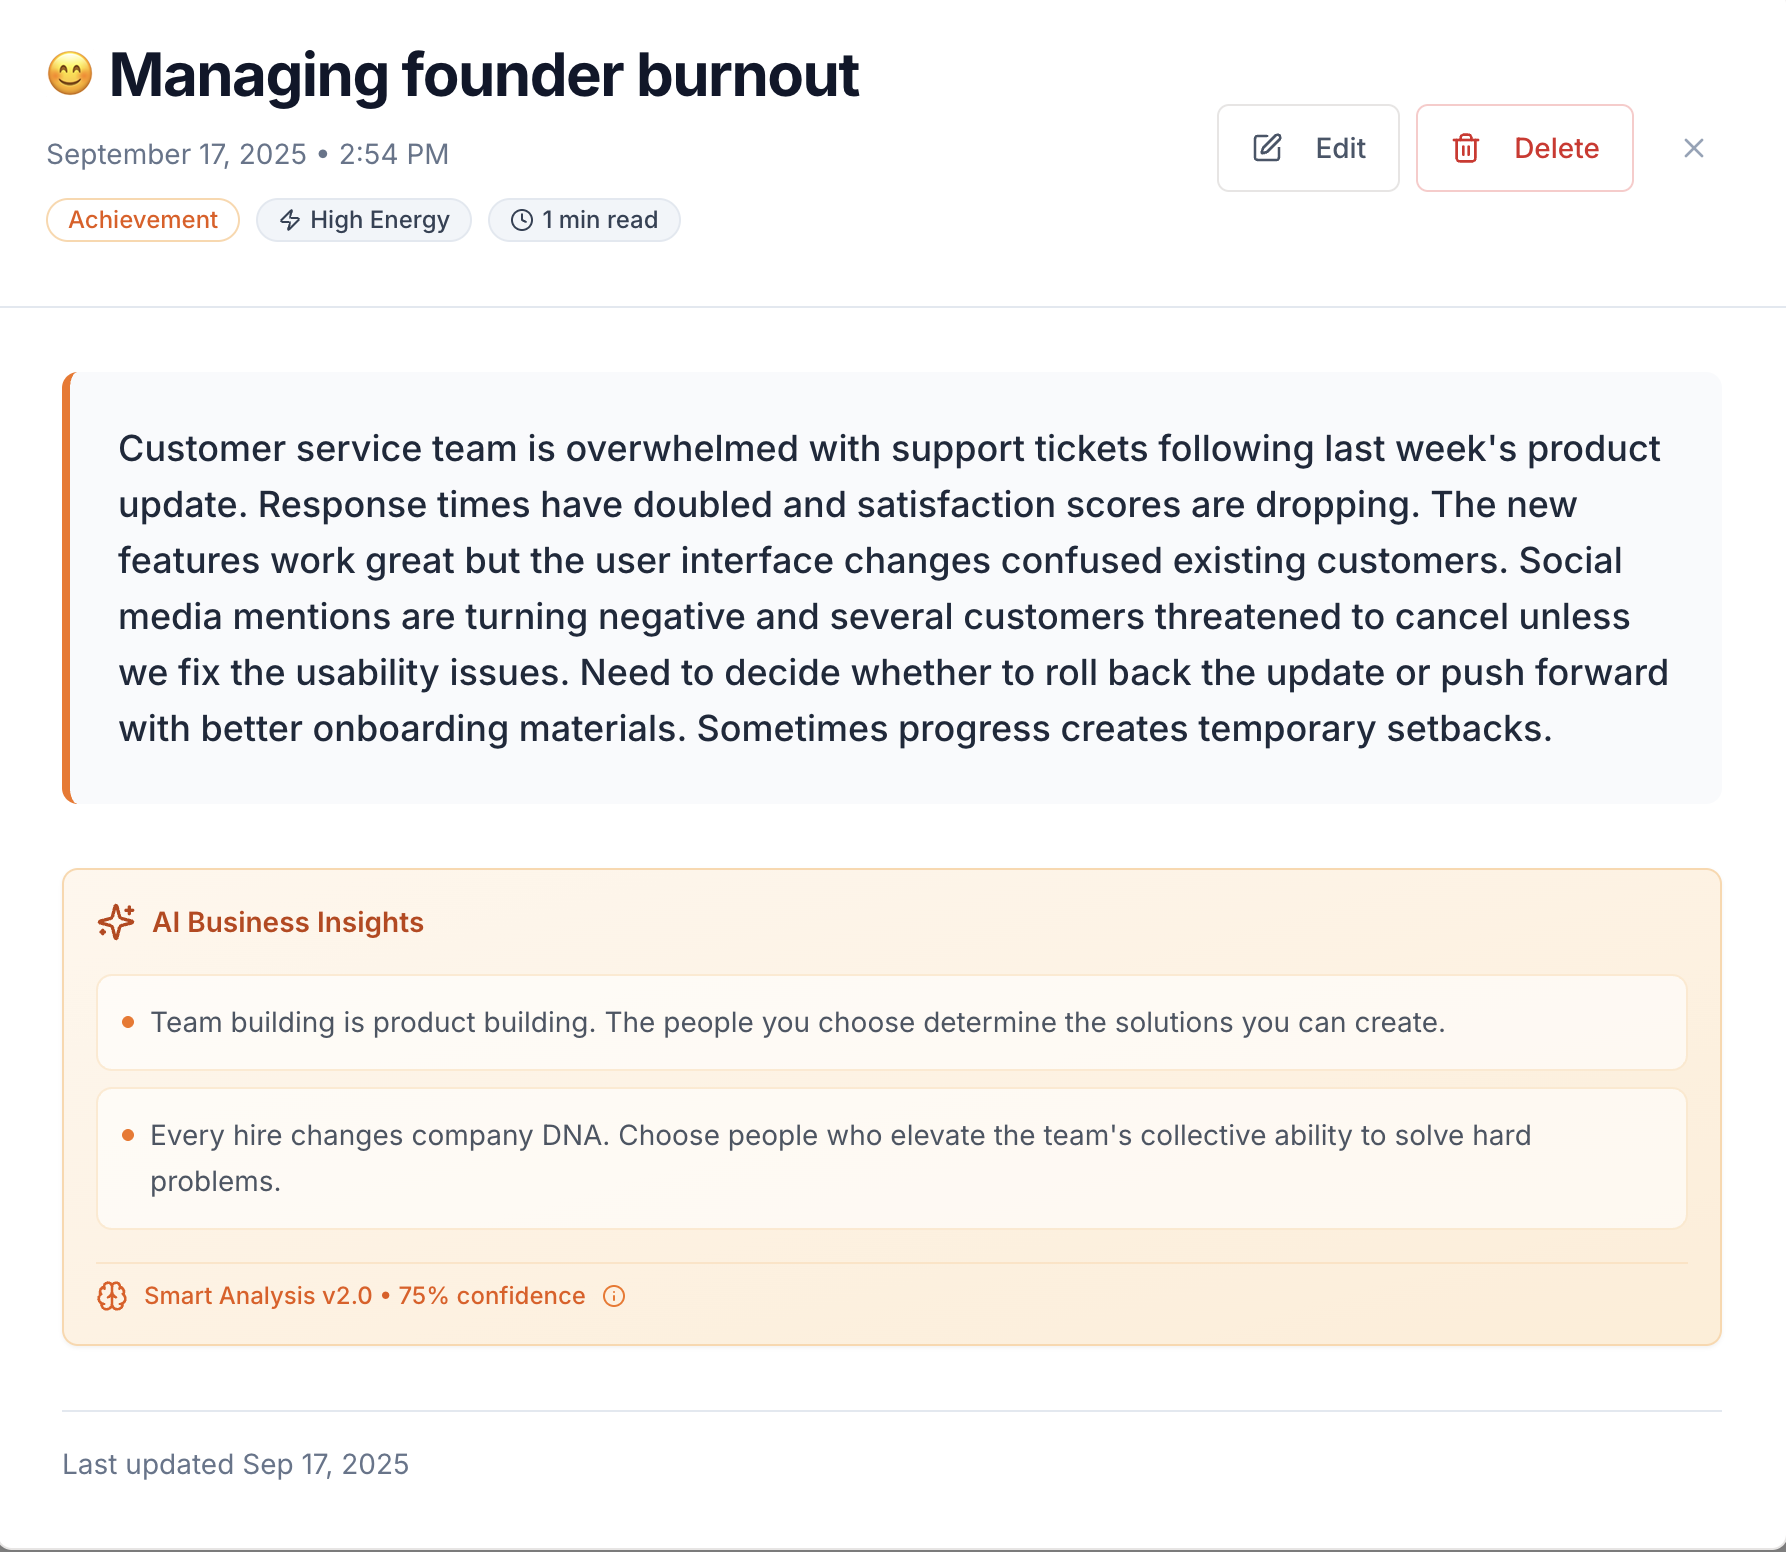 😊 Managing founder burnout
September 17, 2025 • 2:54 PM
Edit
Delete
Achievement
High Energy
1 min read
Customer service team is overwhelmed with support tickets following last week's product
update. Response times have doubled and satisfaction scores are dropping. The new
features work great but the user interface changes confused existing customers. Social
media mentions are turning negative and several customers threatened to cancel unless
we fix the usability issues. Need to decide whether to roll back the update or push forward
with better onboarding materials. Sometimes progress creates temporary setbacks.
AI Business Insights
• Team building is product building. The people you choose determine the solutions you can create.
• Every hire changes company DNA. Choose people who elevate the team's collective ability to solve hard
problems.
Smart Analysis v2.0 • 75% confidence
Last updated Sep 17, 2025